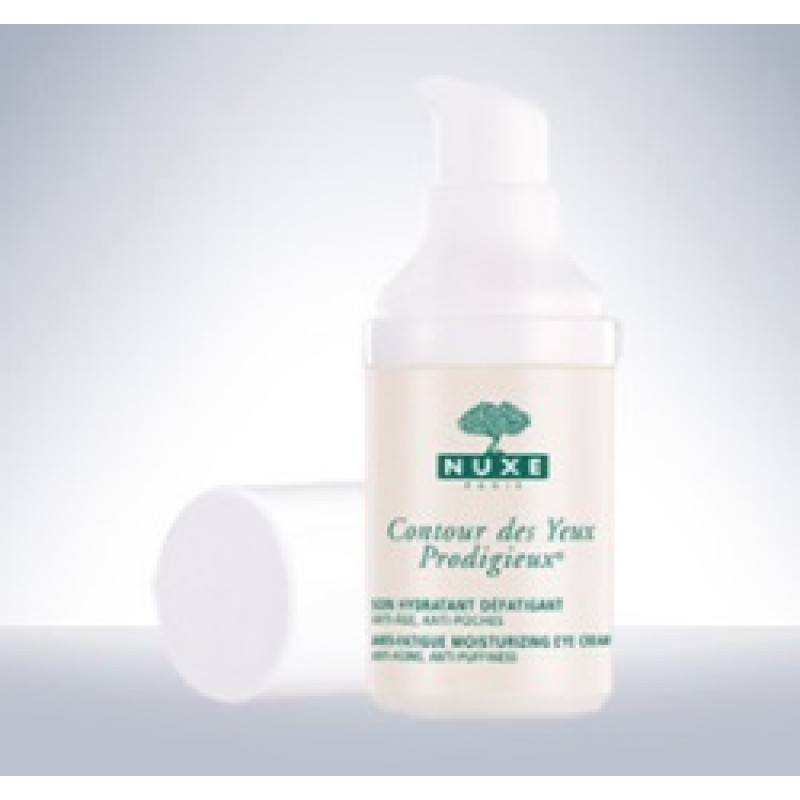 NUXE
PARIS
Contour des Yeux
Prodigieux®
SOIN HYDRATANT DÉFATIGANT
ANTI-ÂGE, ANTI-POCHES
ANTI-FATIGUE MOISTURIZING EYE CREAM
ANTI-AGING, ANTI-PUFFINESS